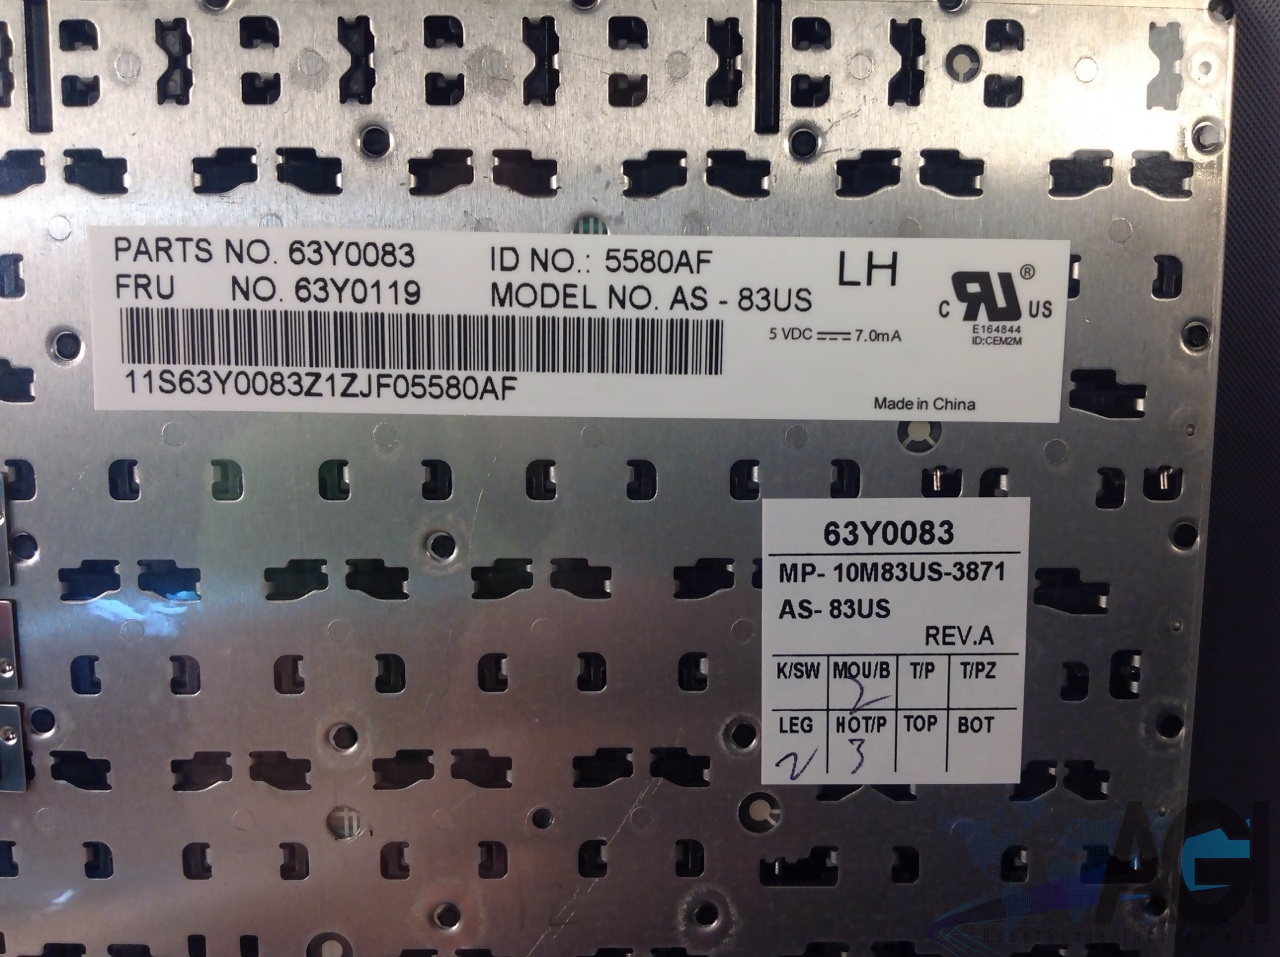 PARTS NO. 63Y0083 ID NO.: 5580AF LH
FRU NO. 63Y0119 MODEL NO. AS - 83US
® C US
E164844
ID:CEM2M
5 VDC 7.0mA
11S63Y0083Z1ZJF05580AF
Made in China
63Y0083
MP- 10M83US-3871
AS- 83US
REV.A
K/SW MOU/B T/P T/PZ
2
LEG HOT/P TOP BOT
3
AGI